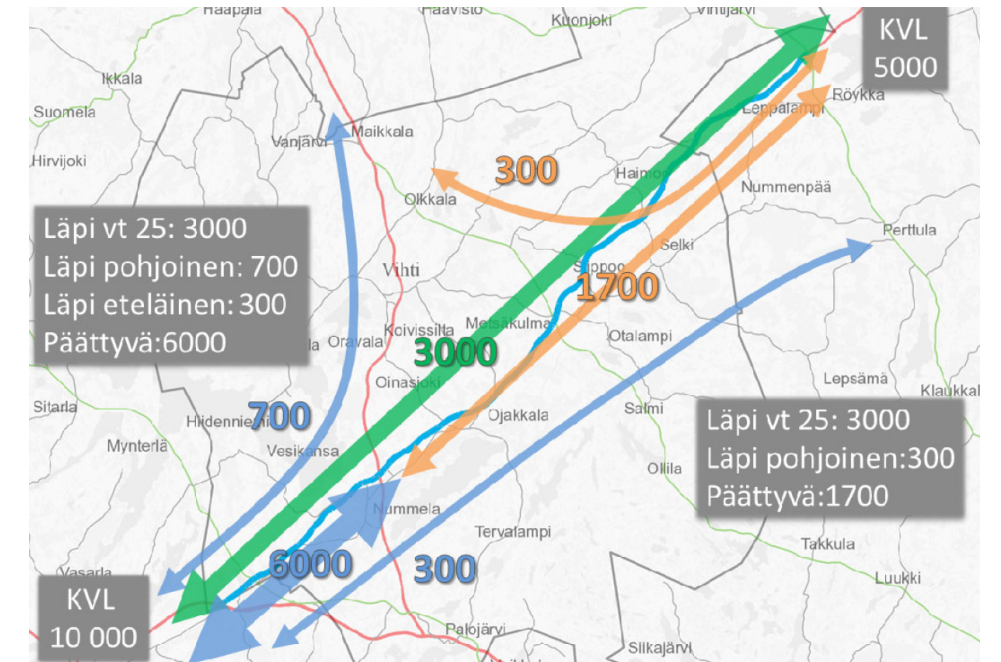 Haapala
Haavisto
Kuonjoki
Vihtijärvi
KVL
5000
Ikkala
Suomela
Röykkä
Leppälampi
Vanjärvi
Maikkala
Hirvijoki
300
Haimoo
Nummenpää
Olkkala
Läpi vt 25: 3000
Läpi pohjoinen: 700
Läpi eteläinen: 300
Päättyvä:6000
Perttula
Selki
Vihti
Siippoo
1700
Koivissilta
Metsäkulma
Oravala
Otalampi
3000
Oinasjoki
Lepsämä
Klaukkal
Sitarla
700
Ojakkala
Salmi
Läpi vt 25: 3000
Läpi pohjoinen:300
Päättyvä:1700
Mynterlä
Vesikansa
Ollila
Nummela
Tervalampi
Takkula
6000
300
Vasarla
Luukki
KVL
10 000
Palojärvi
Siikajärvi